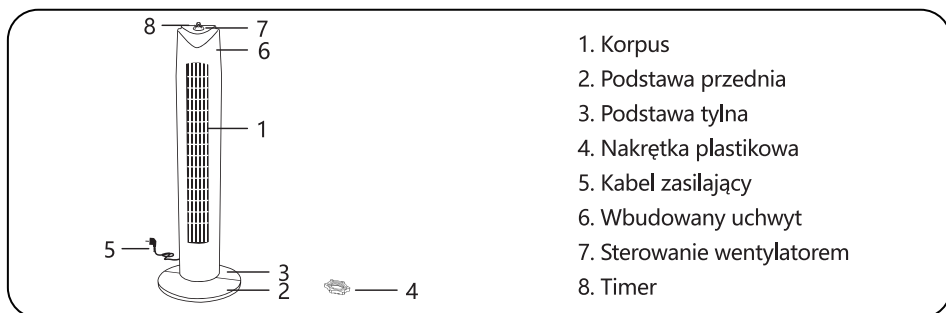 8
7
6
1
5
3
2
4
1. Korpus
2. Podstawa przednia
3. Podstawa tylna
4. Nakrętka plastikowa
5. Kabel zasilający
6. Wbudowany uchwyt
7. Sterowanie wentylatorem
8. Timer